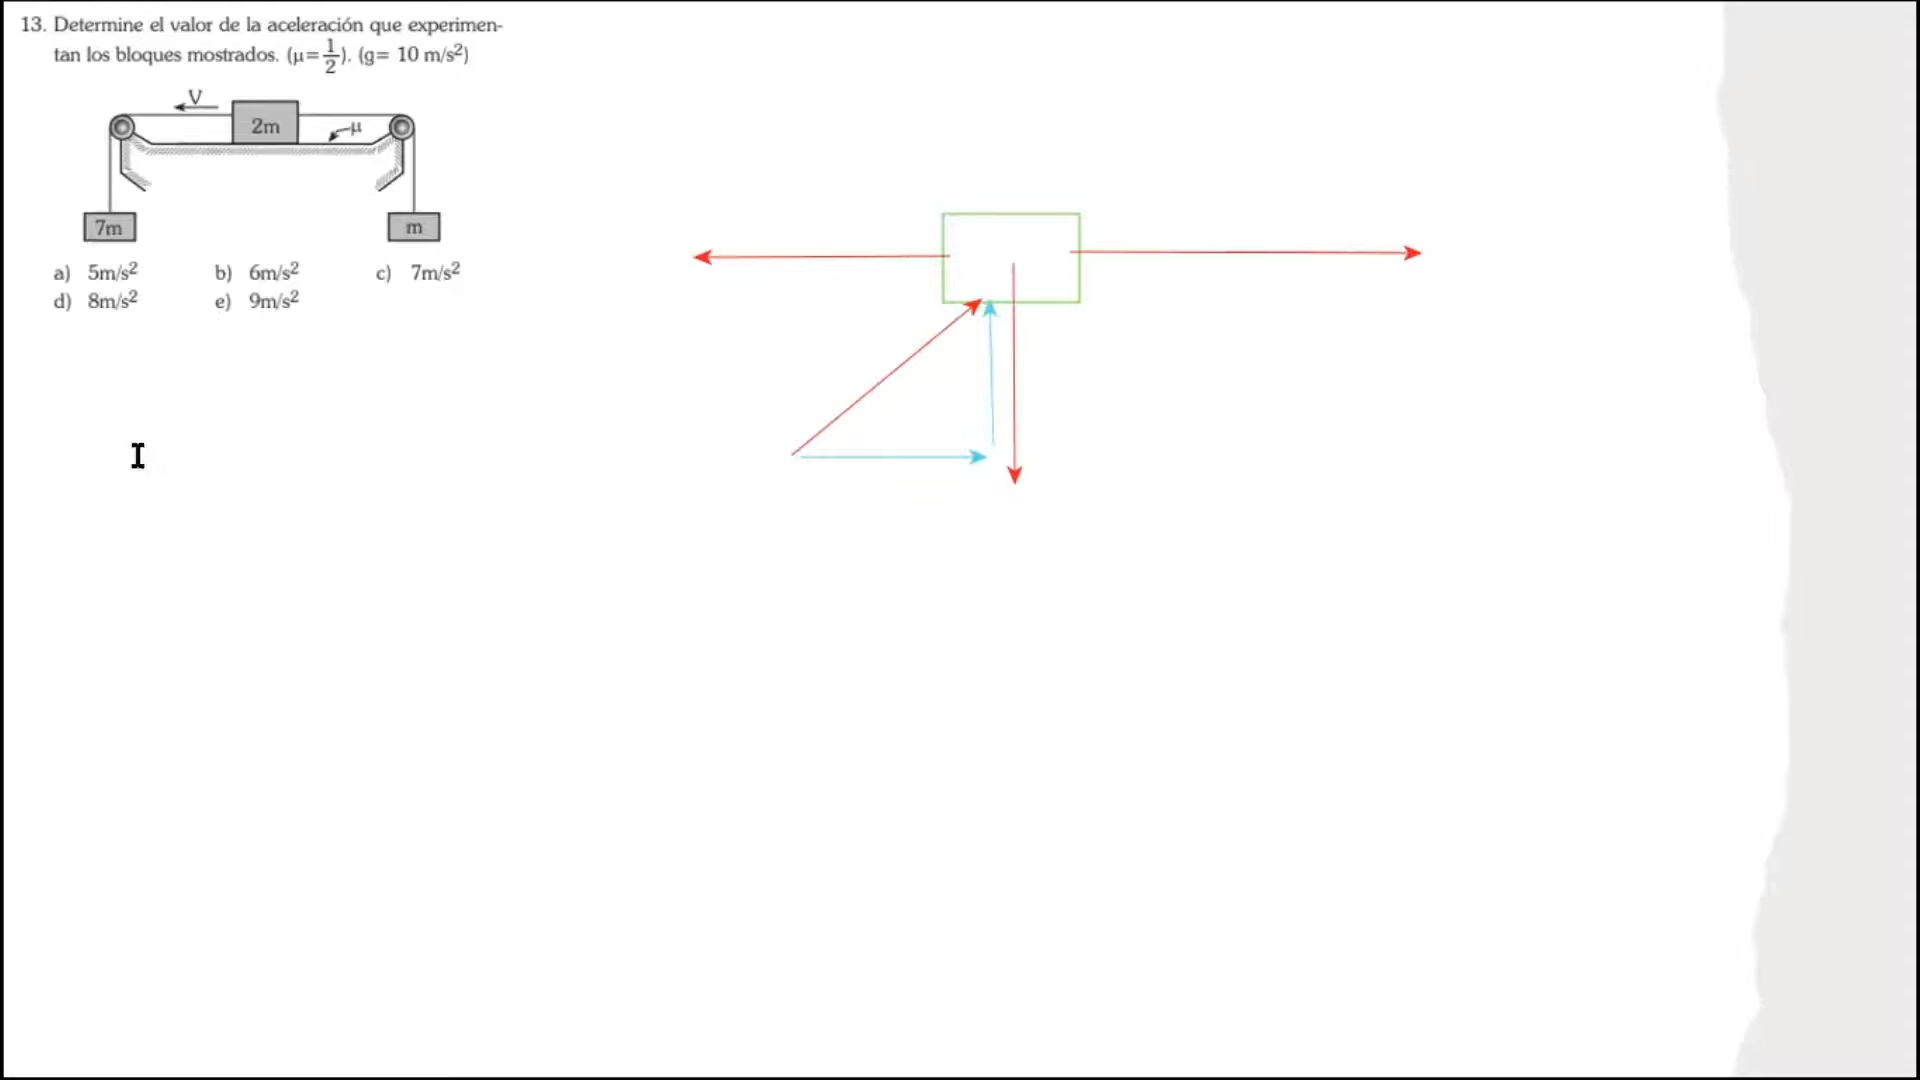 13. Determine el valor de la aceleración que experimen-
tan los bloques mostrados. (μ=1/2). (g= 10 m/s²)
V
2m
μ
7m
m
a) 5m/s² b) 6m/s² c) 7m/s²
d) 8m/s² e) 9m/s²